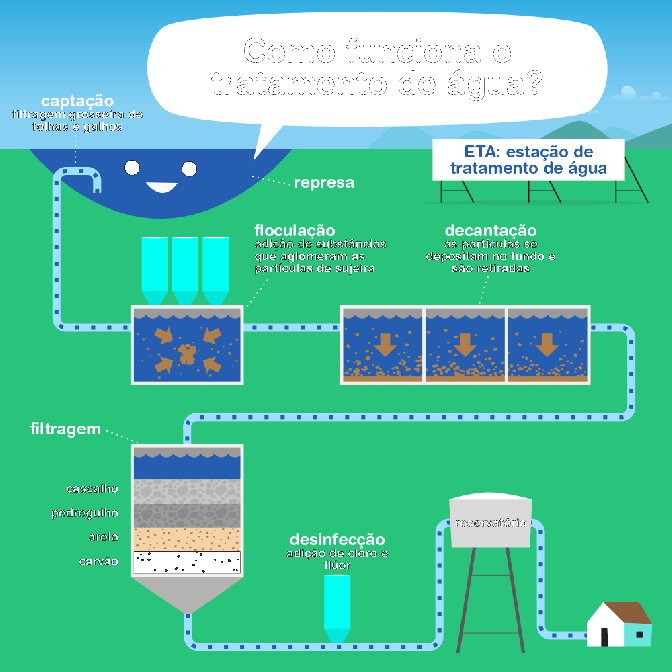 Como funciona o
tratamento de água?
captação
filtragem grosseira de
folhas e galhos
ETA: estação de
tratamento de água
represa
floculação
adição de substâncias
que aglomeram as
partículas de sujeira
decantação
as partículas se
depositam no fundo e
são retiradas
filtragem
cascalho
pedregulho
areia
carvão
desinfecção
adição de cloro e
flúor
reservatório